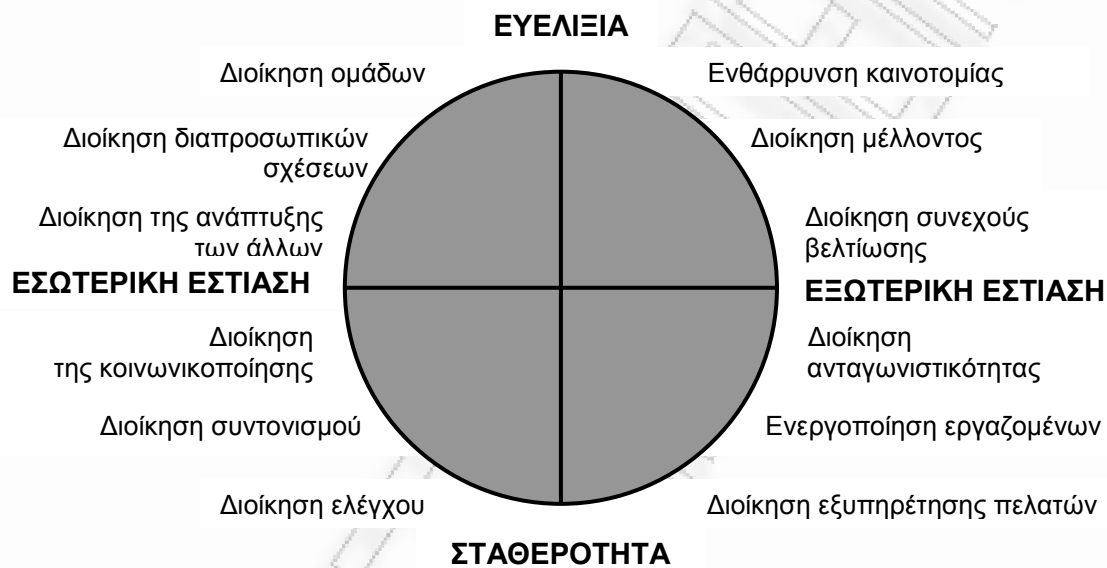 ΕΥΕΛΙΞΙΑ
Διοίκηση ομάδων
Ενθάρρυνση καινοτομίας
Διοίκηση διαπροσωπικών
σχέσεων
Διοίκηση μέλλοντος
Διοίκηση της ανάπτυξης
των άλλων
Διοίκηση συνεχούς
βελτίωσης
ΕΣΩΤΕΡΙΚΗ ΕΣΤΙΑΣΗ
ΕΞΩΤΕΡΙΚΗ ΕΣΤΙΑΣΗ
Διοίκηση
της κοινωνικοποίησης
Διοίκηση
ανταγωνιστικότητας
Διοίκηση συντονισμού
Ενεργοποίηση εργαζομένων
Διοίκηση ελέγχου
Διοίκηση εξυπηρέτησης πελατών
ΣΤΑΘΕΡΟΤΗΤΑ